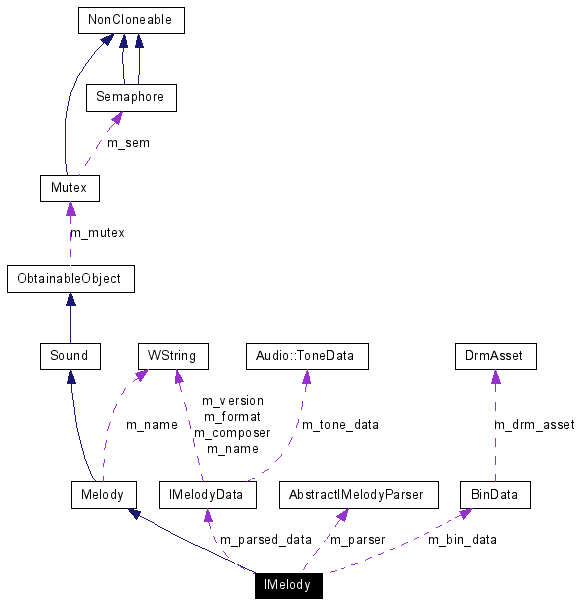 NonCloneable
Semaphore
m_sem
Mutex
m_mutex
ObtainableObject
Sound
WString
Audio::ToneData
DrmAsset
m_version
m_format
m_name
m_composer
m_tone_data
m_drm_asset
m_name
Melody
IMelodyData
AbstractIMelodyParser
BinData
m_parsed_data
m_parser
m_bin_data
IMelody